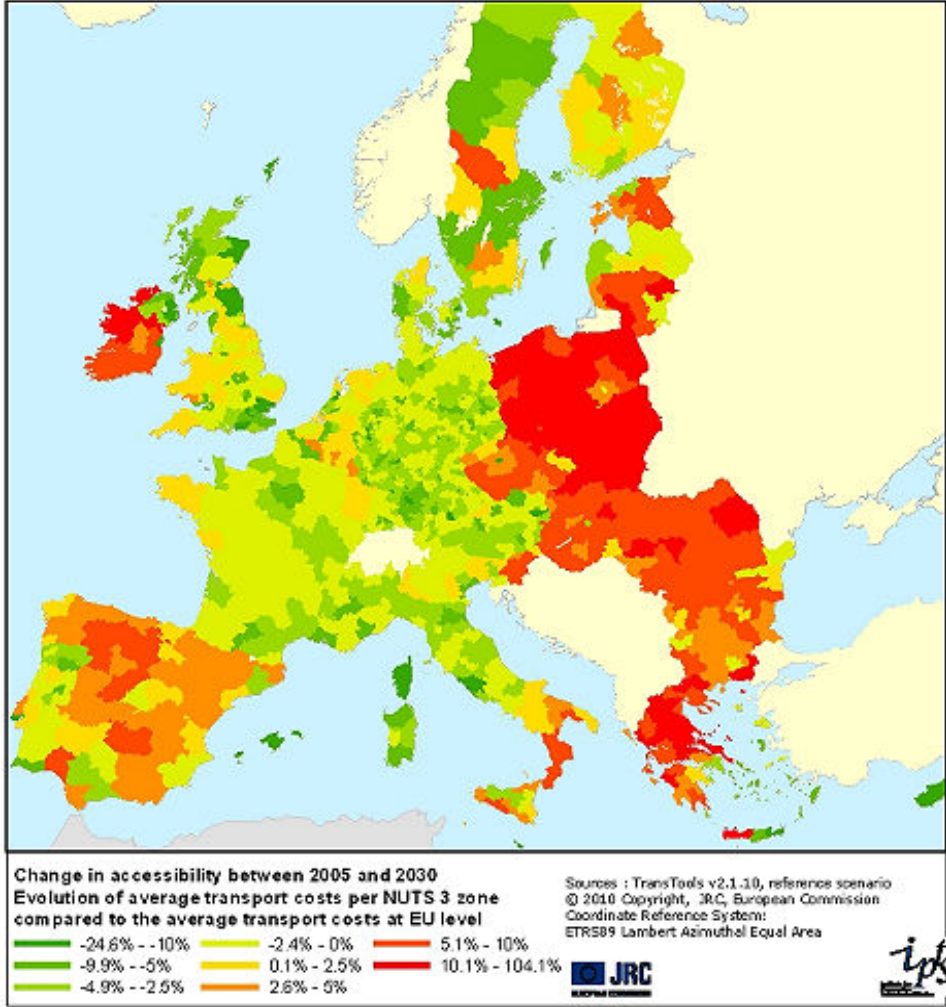 Change in accessibility between 2005 and 2030
Evolution of average transport costs per NUTS 3 zone
compared to the average transport costs at EU level
-24.6% - -10%
-9.9% - -5%
-4.9% - -2.5%
-2.4% - 0%
0.1% - 2.5%
2.6% - 5%
5.1% - 10%
10.1% - 104.1%
Sources : TransTools v2.1.10, reference scenario
© 2010 Copyright, JRC, European Commission
Coordinate Reference System:
ETRS89 Lambert Azimuthal Equal Area
JRC
EUROPEAN COMMISSION